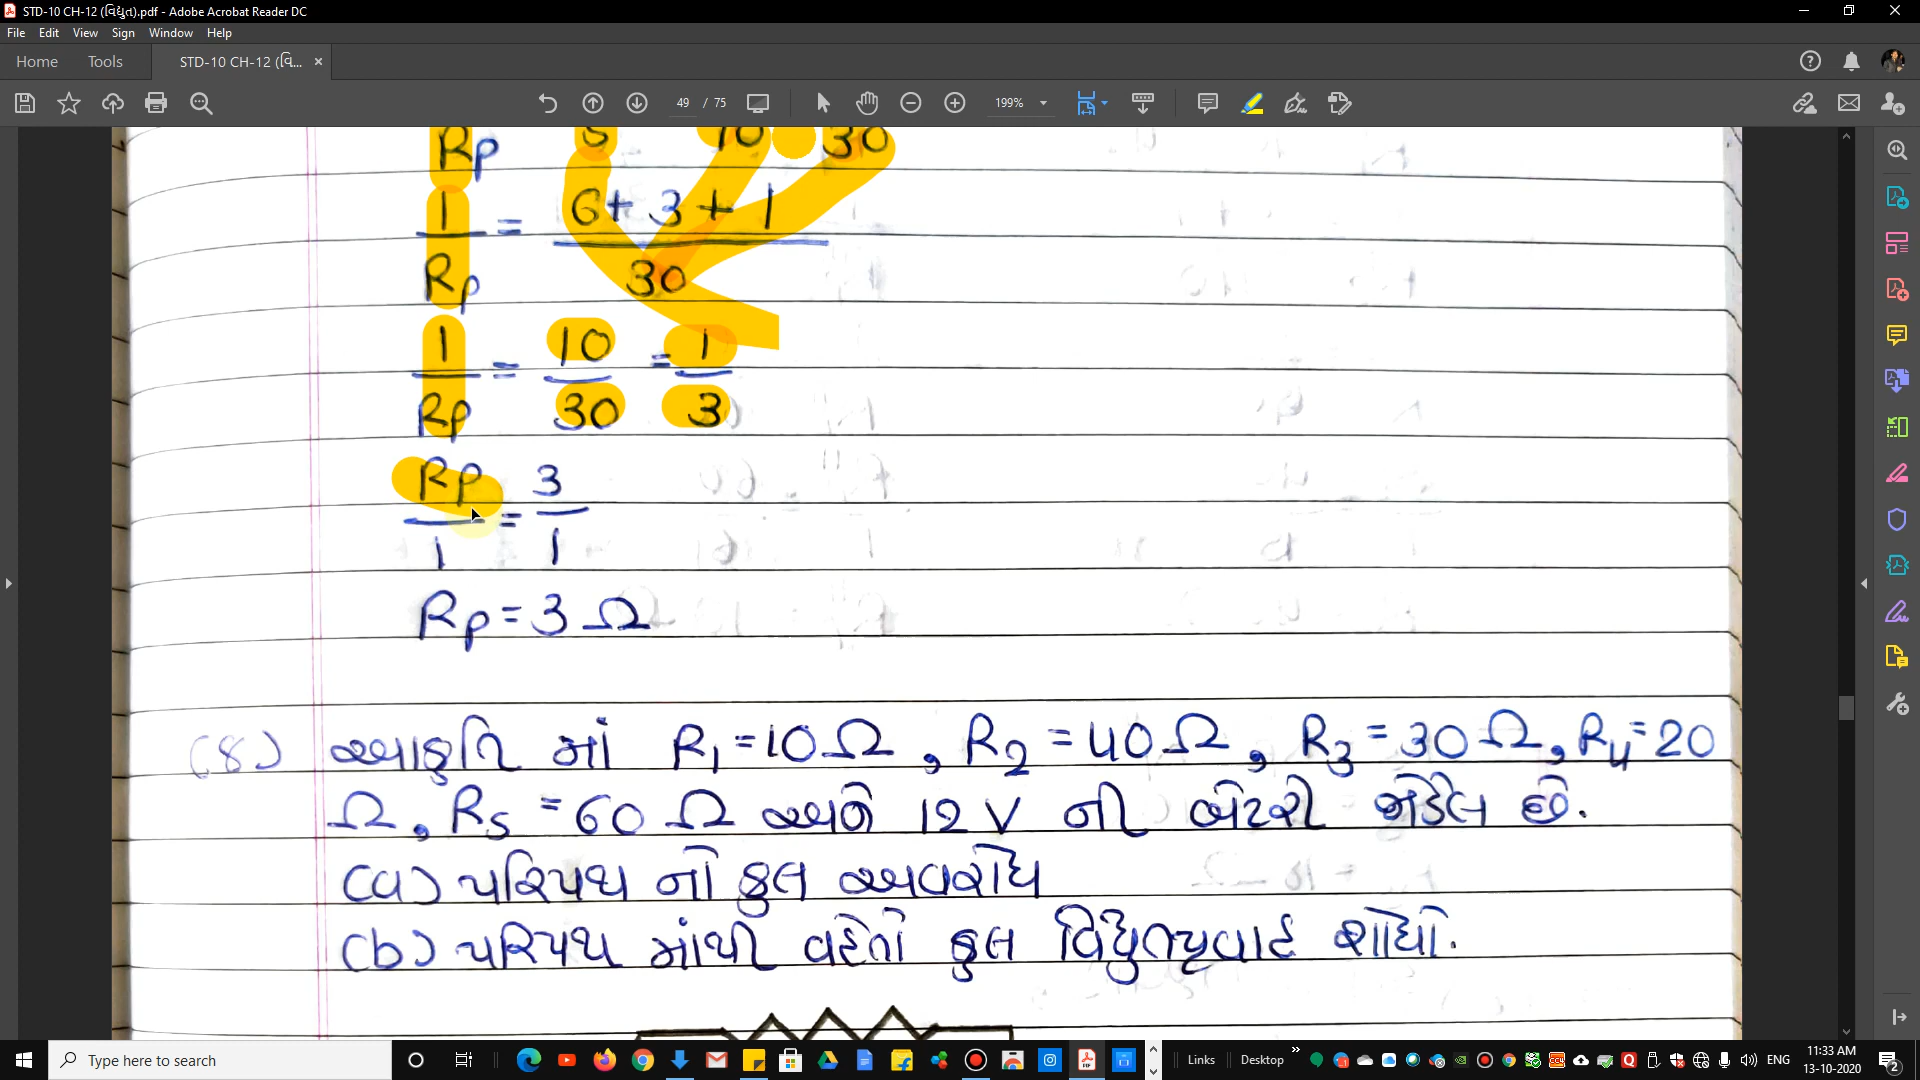 STD-10 CH-12 (વિદ્યુત).pdf - Adobe Acrobat Reader DC
File Edit View Sign Window Help
Home Tools STD-10 CH-12 (વિ... ×
49 / 75 199%
Rp 5 10 30
1 = 6 + 3 + 1
Rp 30
1 = 10 = 1
Rp 30 3
Rp = 3
1 1
Rp = 3 Ω
(8) આકૃતિ માં R1 = 10 Ω, R2 = 40 Ω, R3 = 30 Ω, R4 = 20
Ω, R5 = 60 Ω અને 12 V ની બેટરી જોડેલ છે.
(a) પરિપથ નો કુલ અવરોધ
(b) પરિપથ માંથી વહેતો કુલ વિદ્યુતપ્રવાહ શોધો.
Type here to search
Links Desktop ENG 11:33 AM
13-10-2020